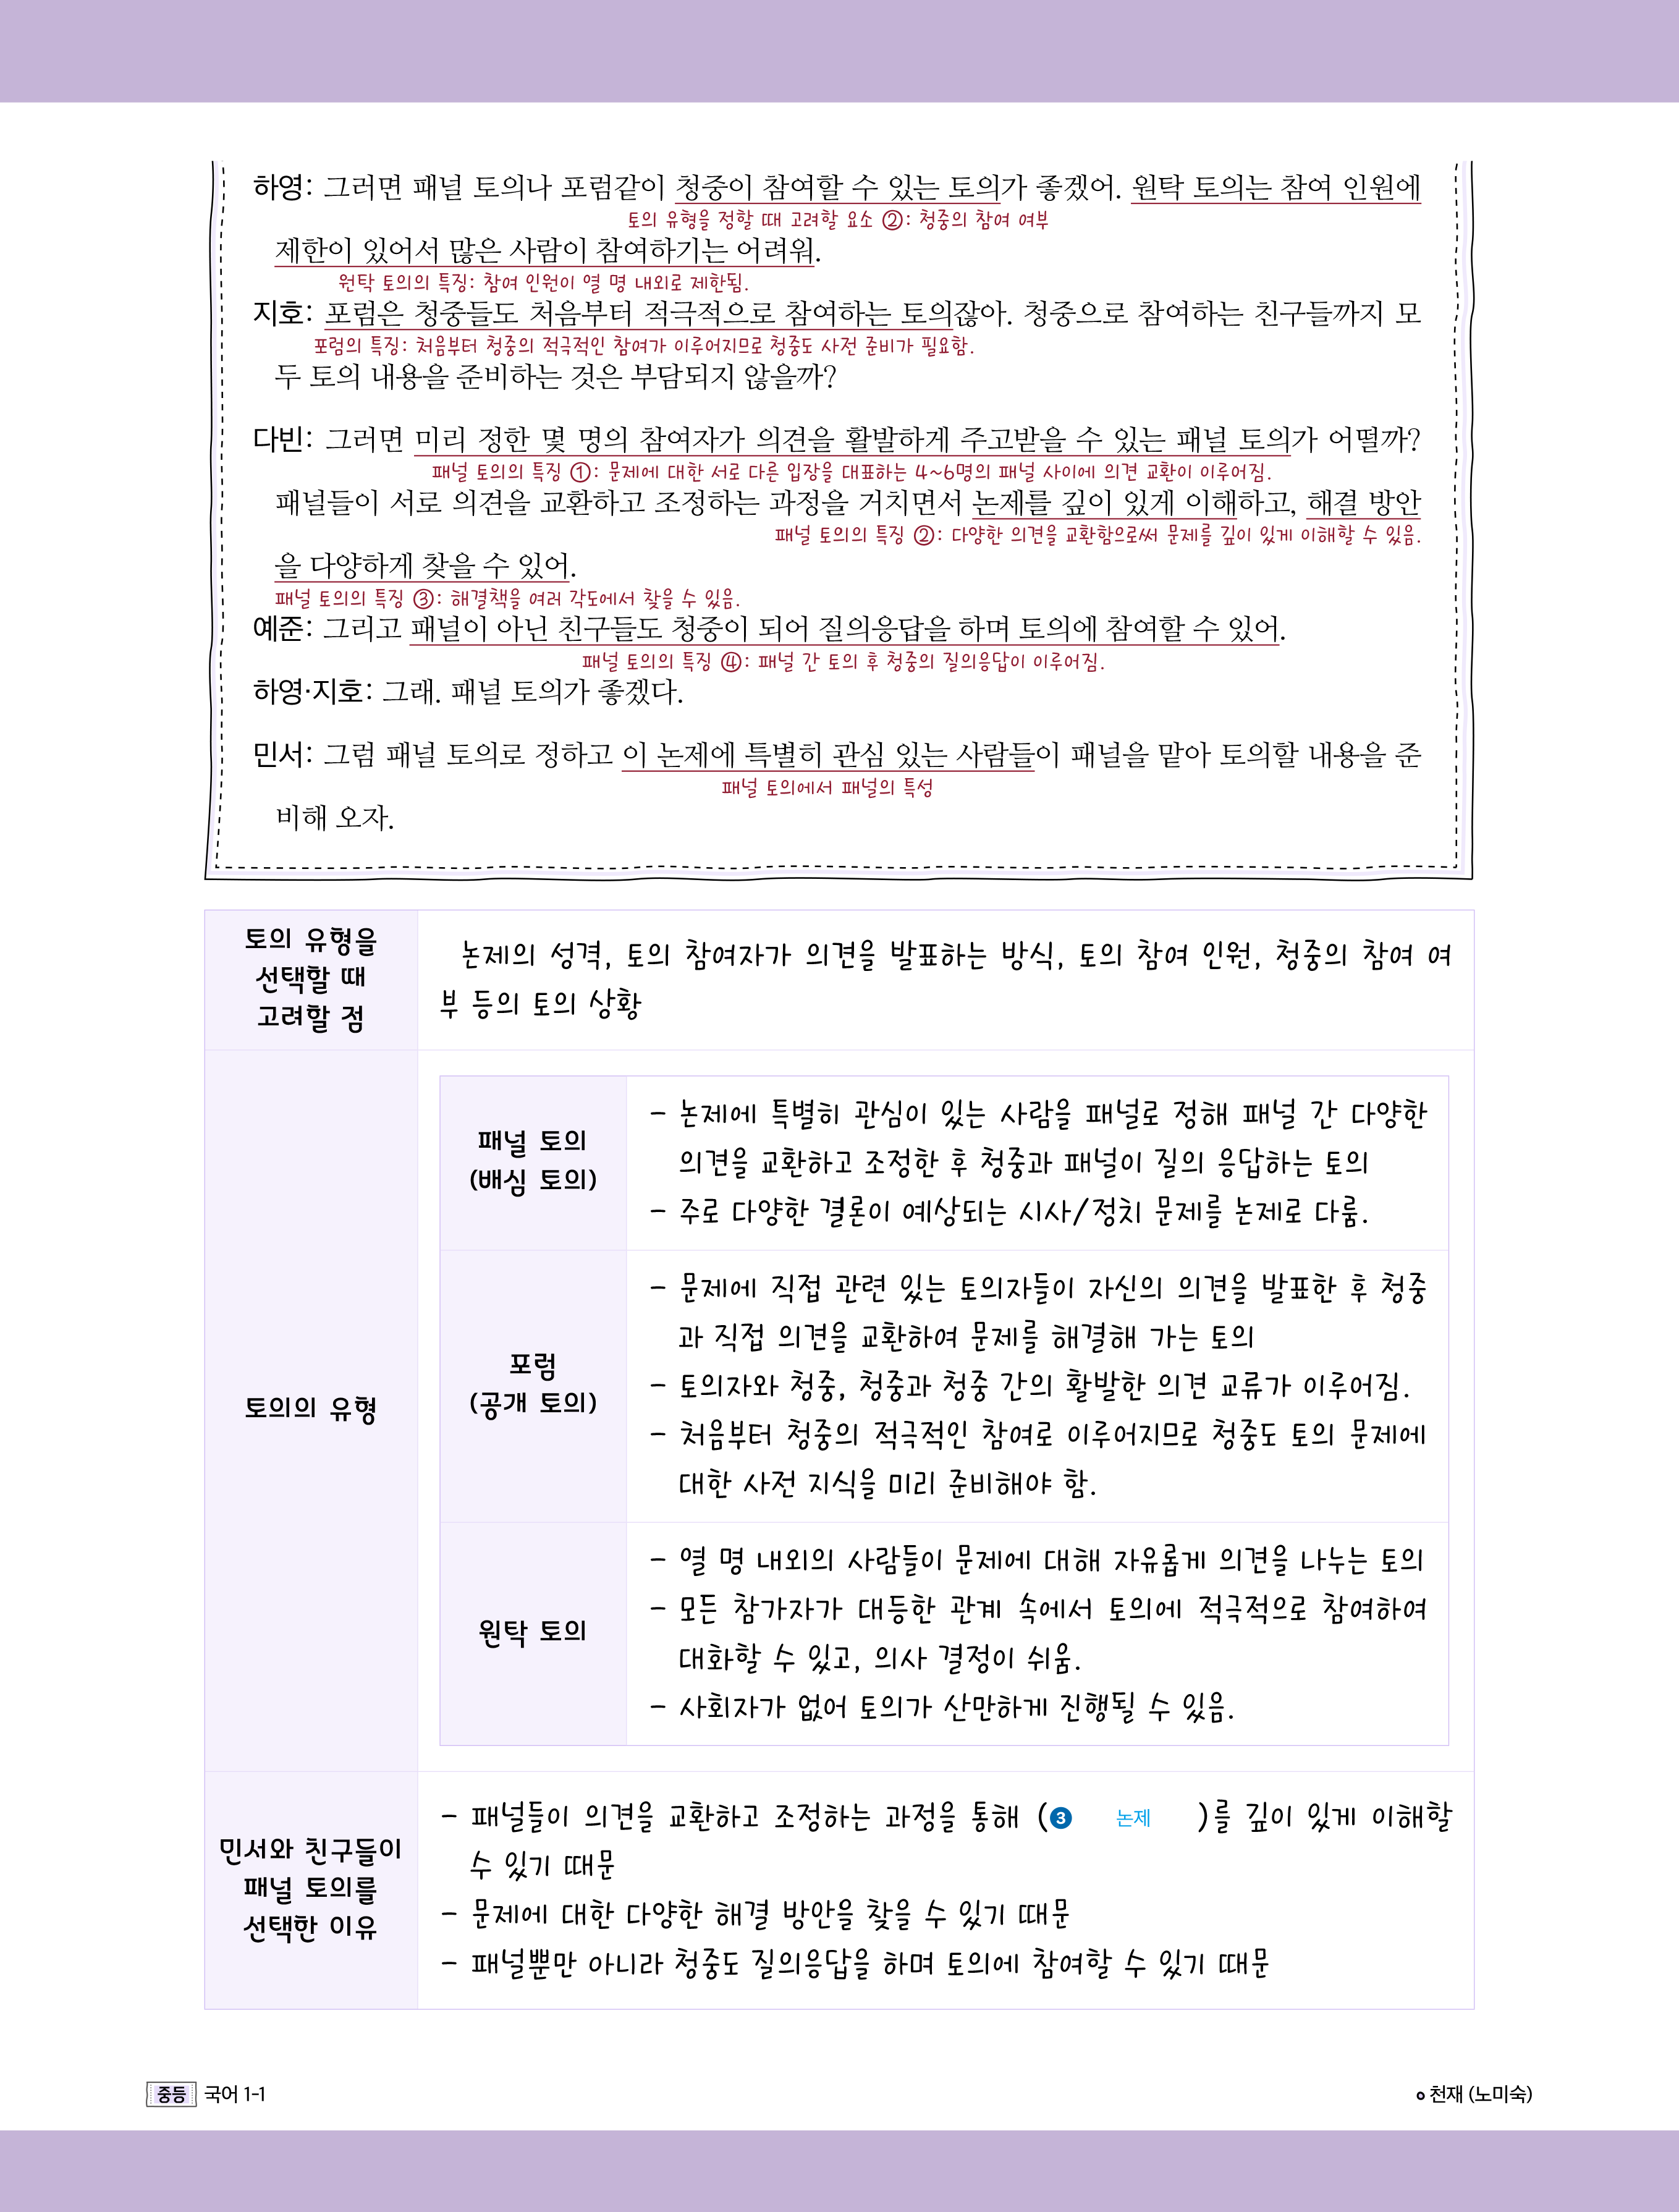 하영: 그러면 패널 토의나 포럼같이 청중이 참여할 수 있는 토의가 좋겠어. 원탁 토의는 참여 인원에
토의 유형을 정할 때 고려할 요소 ②: 청중의 참여 여부
제한이 있어서 많은 사람이 참여하기는 어려워.
원탁 토의의 특징: 참여 인원이 열 명 내외로 제한됨.
지호: 포럼은 청중들도 처음부터 적극적으로 참여하는 토의잖아. 청중으로 참여하는 친구들까지 모
포럼의 특징: 처음부터 청중의 적극적인 참여가 이루어지므로 청중도 사전 준비가 필요함.
두 토의 내용을 준비하는 것은 부담되지 않을까?
다빈: 그러면 미리 정한 몇 명의 참여자가 의견을 활발하게 주고받을 수 있는 패널 토의가 어떨까?
패널 토의의 특징 ①: 문제에 대한 서로 다른 입장을 대표하는 4~6명의 패널 사이에 의견 교환이 이루어짐.
패널들이 서로 의견을 교환하고 조정하는 과정을 거치면서 논제를 깊이 있게 이해하고, 해결 방안
패널 토의의 특징 ②: 다양한 의견을 교환함으로써 문제를 깊이 있게 이해할 수 있음.
을 다양하게 찾을 수 있어.
패널 토의의 특징 ③: 해결책을 여러 각도에서 찾을 수 있음.
예준: 그리고 패널이 아닌 친구들도 청중이 되어 질의응답을 하며 토의에 참여할 수 있어.
패널 토의의 특징 ④: 패널 간 토의 후 청중의 질의응답이 이루어짐.
하영·지호: 그래. 패널 토의가 좋겠다.
민서: 그럼 패널 토의로 정하고 이 논제에 특별히 관심 있는 사람들이 패널을 맡아 토의할 내용을 준
패널 토의에서 패널의 특성
비해 오자.
토의 유형을
선택할 때
고려할 점
논제의 성격, 토의 참여자가 의견을 발표하는 방식, 토의 참여 인원, 청중의 참여 여
부 등의 토의 상황
토의의 유형
패널 토의
(배심 토의)
- 논제에 특별히 관심이 있는 사람을 패널로 정해 패널 간 다양한
의견을 교환하고 조정한 후 청중과 패널이 질의 응답하는 토의
- 주로 다양한 결론이 예상되는 시사/정치 문제를 논제로 다룸.
포럼
(공개 토의)
- 문제에 직접 관련 있는 토의자들이 자신의 의견을 발표한 후 청중
과 직접 의견을 교환하여 문제를 해결해 가는 토의
- 토의자와 청중, 청중과 청중 간의 활발한 의견 교류가 이루어짐.
- 처음부터 청중의 적극적인 참여로 이루어지므로 청중도 토의 문제에
대한 사전 지식을 미리 준비해야 함.
원탁 토의
- 열 명 내외의 사람들이 문제에 대해 자유롭게 의견을 나누는 토의
- 모든 참가자가 대등한 관계 속에서 토의에 적극적으로 참여하여
대화할 수 있고, 의사 결정이 쉬움.
- 사회자가 없어 토의가 산만하게 진행될 수 있음.
민서와 친구들이
패널 토의를
선택한 이유
- 패널들이 의견을 교환하고 조정하는 과정을 통해 (❸ 논제 )를 깊이 있게 이해할
수 있기 때문
- 문제에 대한 다양한 해결 방안을 찾을 수 있기 때문
- 패널뿐만 아니라 청중도 질의응답을 하며 토의에 참여할 수 있기 때문
중등 국어 1-1
천재 (노미숙)